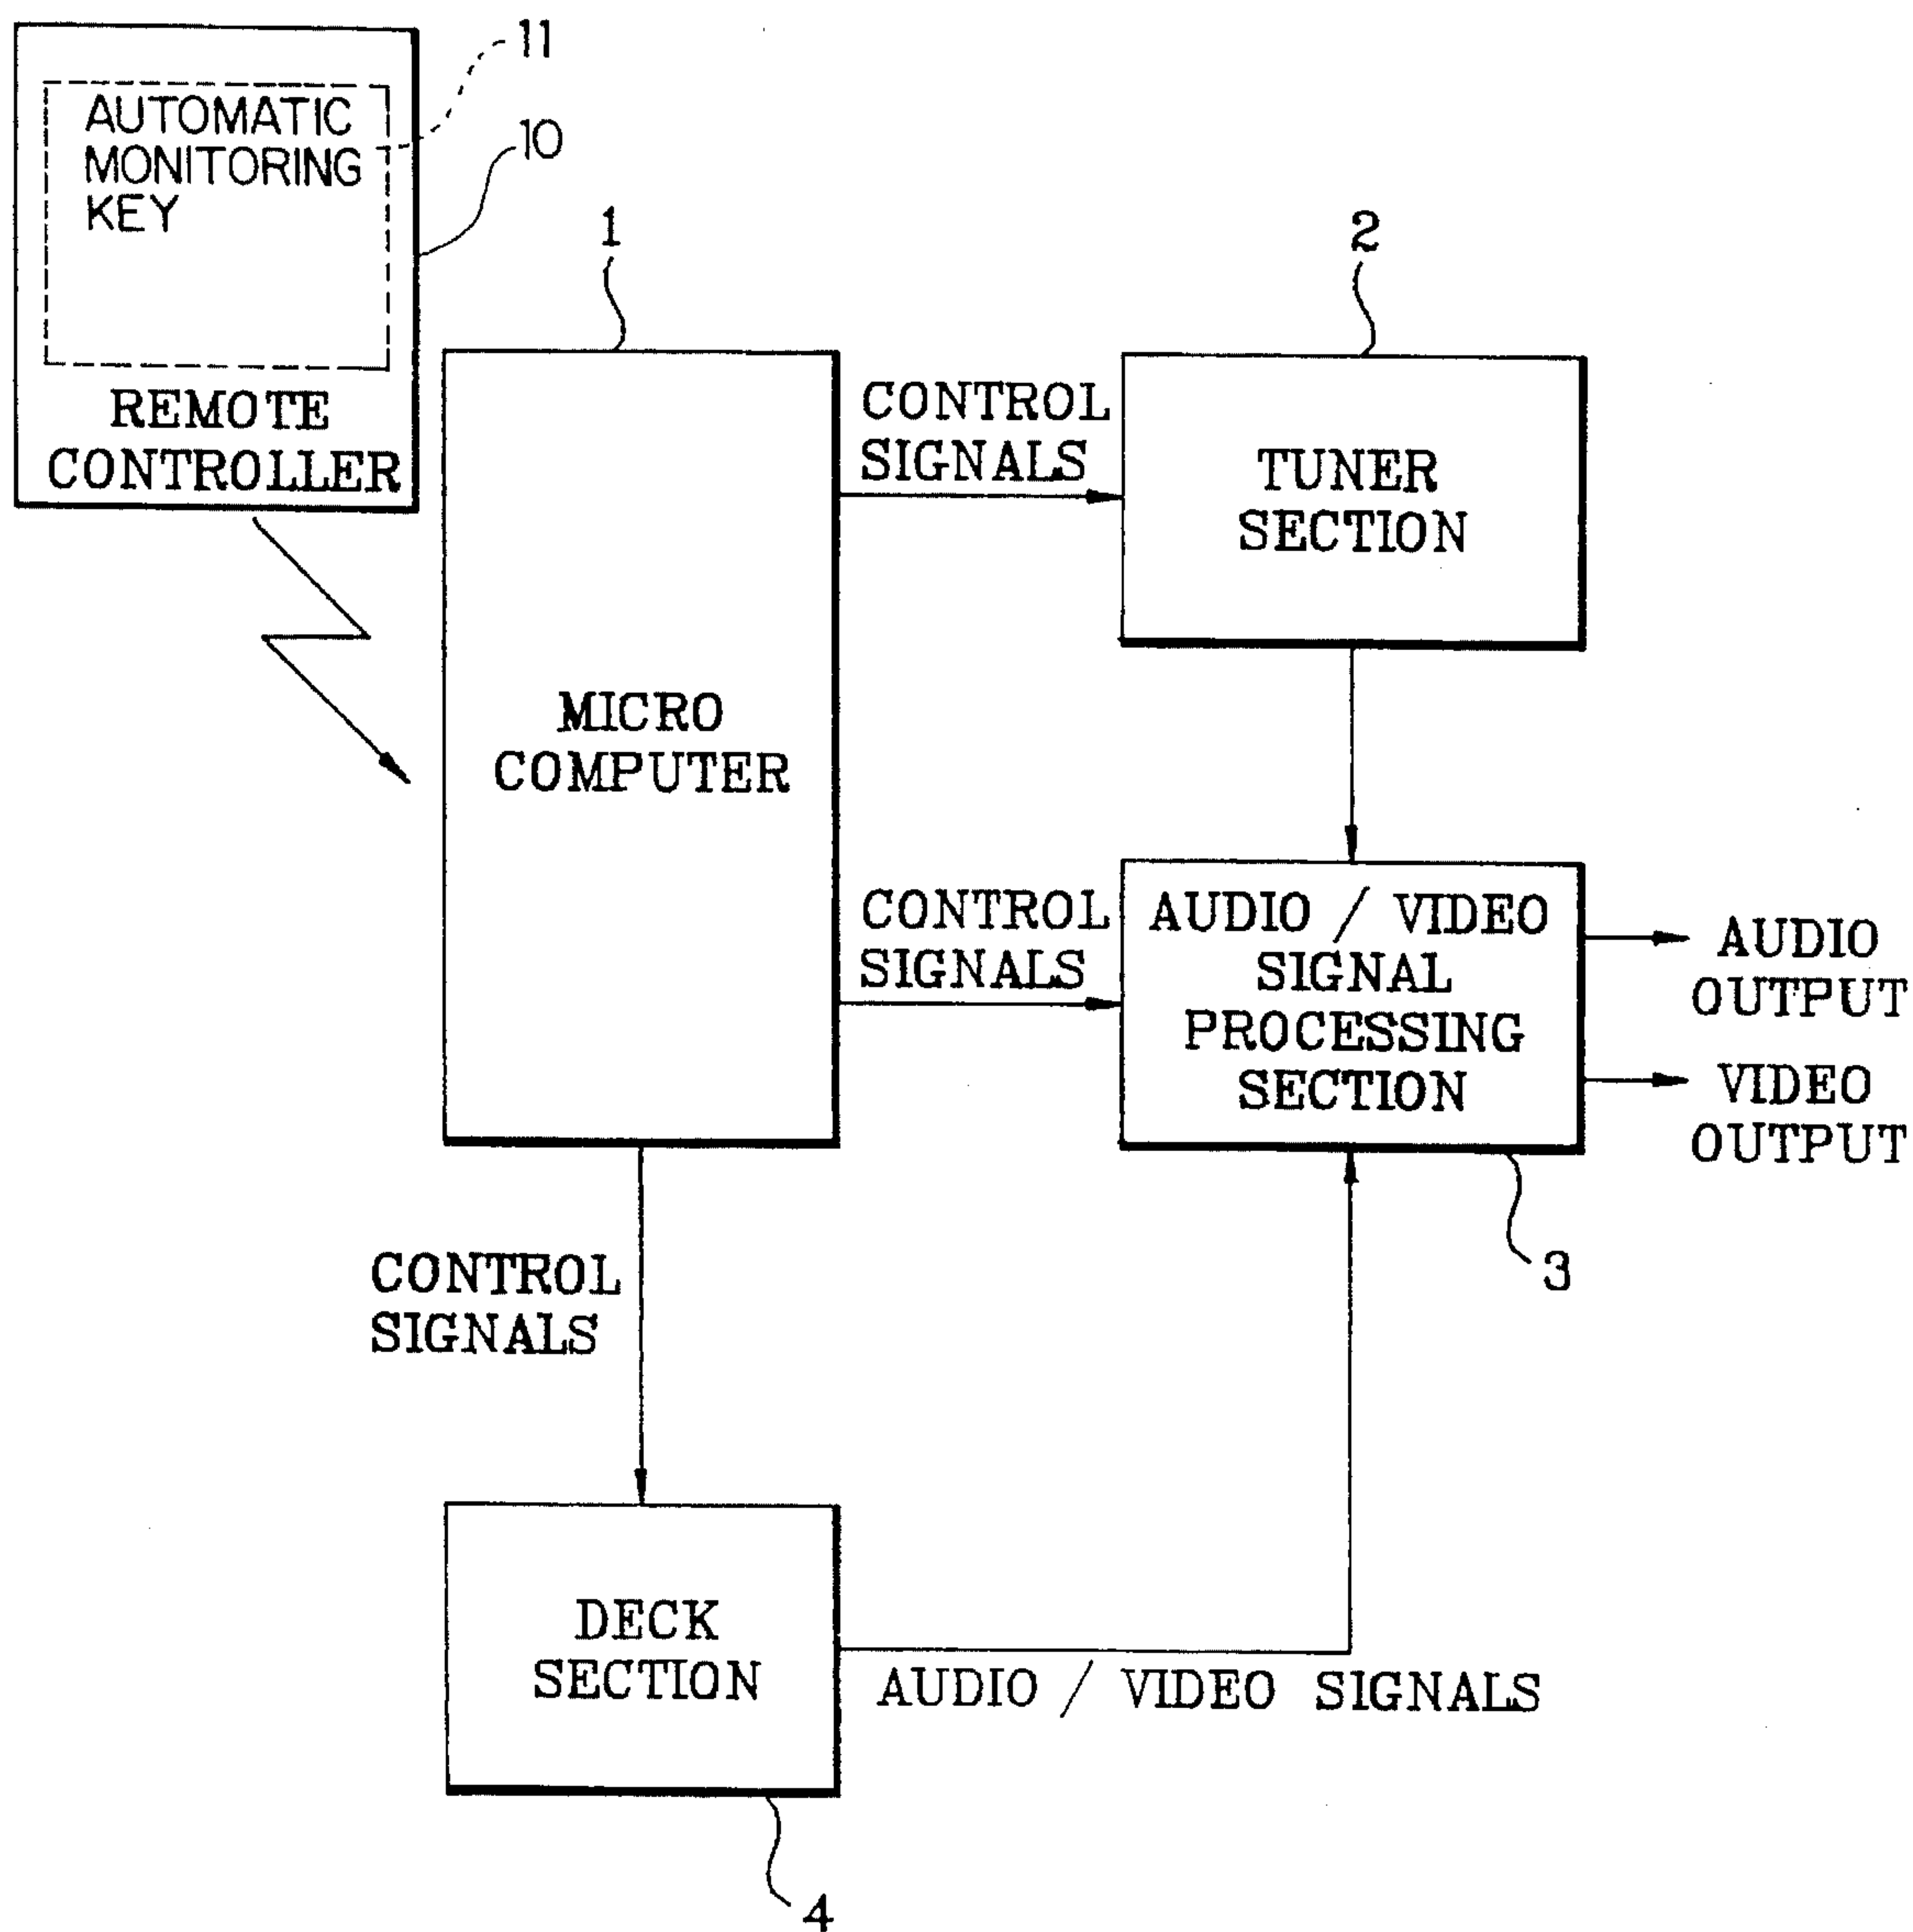 11
AUTOMATIC
MONITORING
KEY
10
REMOTE
CONTROLLER
1
2
CONTROL
SIGNALS
TUNER
SECTION
MICRO
COMPUTER
CONTROL
SIGNALS
AUDIO / VIDEO
SIGNAL
PROCESSING
SECTION
AUDIO
OUTPUT
VIDEO
OUTPUT
3
CONTROL
SIGNALS
DECK
SECTION
AUDIO / VIDEO SIGNALS
4